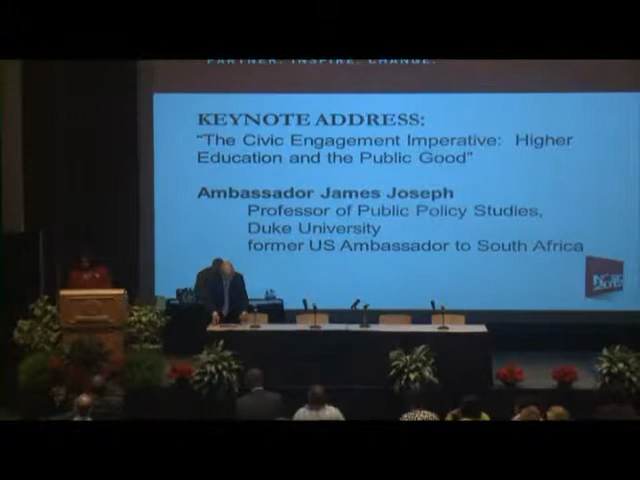 PARTNER. INSPIRE. CHANGE.
KEYNOTE ADDRESS:
"The Civic Engagement Imperative: Higher
Education and the Public Good"
Ambassador James Joseph
Professor of Public Policy Studies,
Duke University
former US Ambassador to South Africa